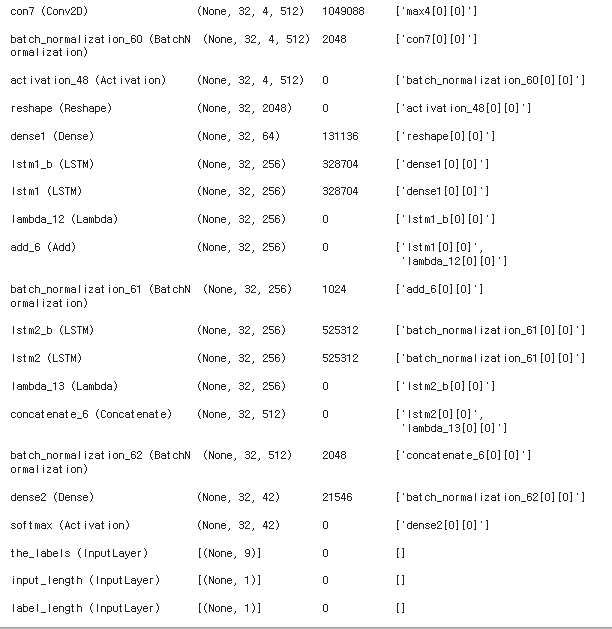 con7 (Conv2D) (None, 32, 4, 512) 1049088 ['max4[0][0]']
batch_normalization_60 (BatchN (None, 32, 4, 512) 2048 ['con7[0][0]']
ormalization)
activation_48 (Activation) (None, 32, 4, 512) 0 ['batch_normalization_60[0][0]']
reshape (Reshape) (None, 32, 2048) 0 ['activation_48[0][0]']
dense1 (Dense) (None, 32, 64) 131136 ['reshape[0][0]']
lstm1_b (LSTM) (None, 32, 256) 328704 ['dense1[0][0]']
lstm1 (LSTM) (None, 32, 256) 328704 ['dense1[0][0]']
lambda_12 (Lambda) (None, 32, 256) 0 ['lstm1_b[0][0]']
add_6 (Add) (None, 32, 256) 0 ['lstm1[0][0]',
'lambda_12[0][0]']
batch_normalization_61 (BatchN (None, 32, 256) 1024 ['add_6[0][0]']
ormalization)
lstm2_b (LSTM) (None, 32, 256) 525312 ['batch_normalization_61[0][0]']
lstm2 (LSTM) (None, 32, 256) 525312 ['batch_normalization_61[0][0]']
lambda_13 (Lambda) (None, 32, 256) 0 ['lstm2_b[0][0]']
concatenate_6 (Concatenate) (None, 32, 512) 0 ['lstm2[0][0]',
'lambda_13[0][0]']
batch_normalization_62 (BatchN (None, 32, 512) 2048 ['concatenate_6[0][0]']
ormalization)
dense2 (Dense) (None, 32, 42) 21546 ['batch_normalization_62[0][0]']
softmax (Activation) (None, 32, 42) 0 ['dense2[0][0]']
the_labels (InputLayer) [(None, 9)] 0 []
input_length (InputLayer) [(None, 1)] 0 []
label_length (InputLayer) [(None, 1)] 0 []